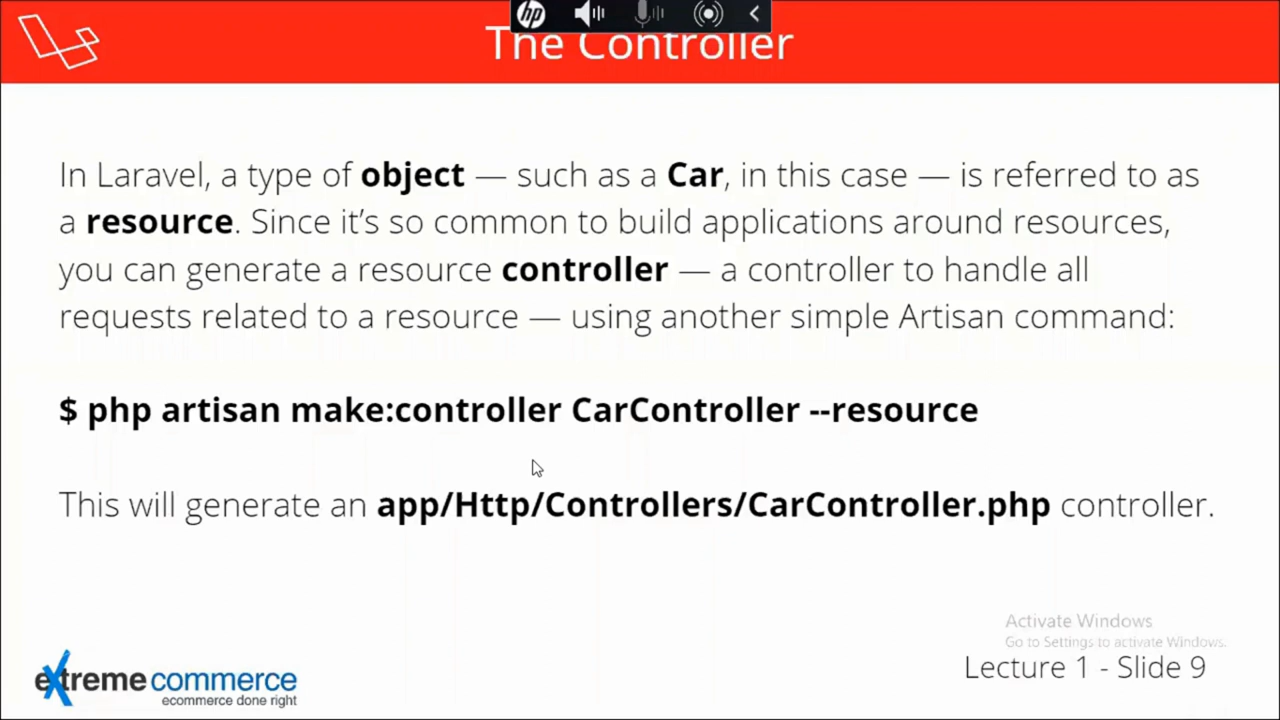 hp
The Controller
In Laravel, a type of object — such as a Car, in this case — is referred to as
a resource. Since it’s so common to build applications around resources,
you can generate a resource controller — a controller to handle all
requests related to a resource — using another simple Artisan command:
$ php artisan make:controller CarController --resource
This will generate an app/Http/Controllers/CarController.php controller.
Activate Windows
Go to Settings to activate Windows.
Lecture 1 - Slide 9
extreme commerce
ecommerce done right